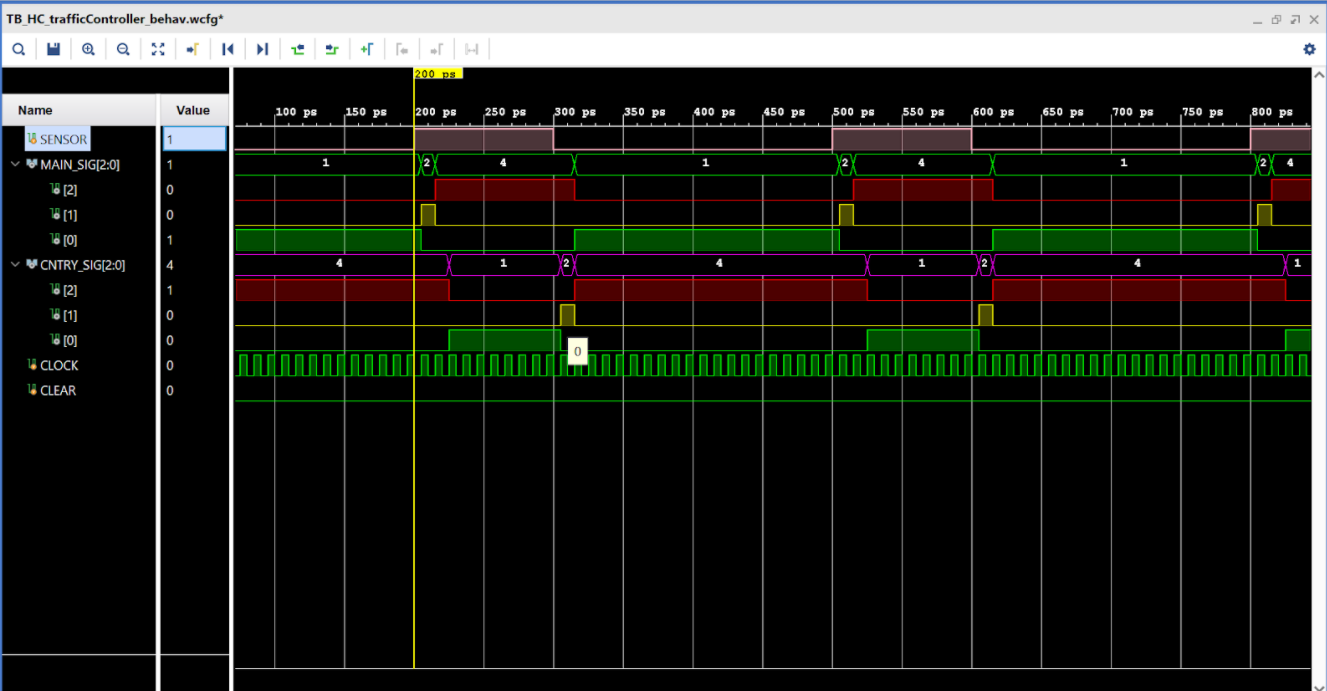 TB_HC_trafficController_behav.wcfg*
200 ps
Name Value 100 ps 150 ps 200 ps 250 ps 300 ps 350 ps 400 ps 450 ps 500 ps 550 ps 600 ps 650 ps 700 ps 750 ps 800 ps
SENSOR 1
MAIN_SIG[2:0] 1 1 2 4 1 2 4 1 2 4
[2] 0
[1] 0
[0] 1
CNTRY_SIG[2:0] 4 4 1 2 4 1 2 4 1
[2] 1
[1] 0
[0] 0
0
CLOCK 0
CLEAR 0